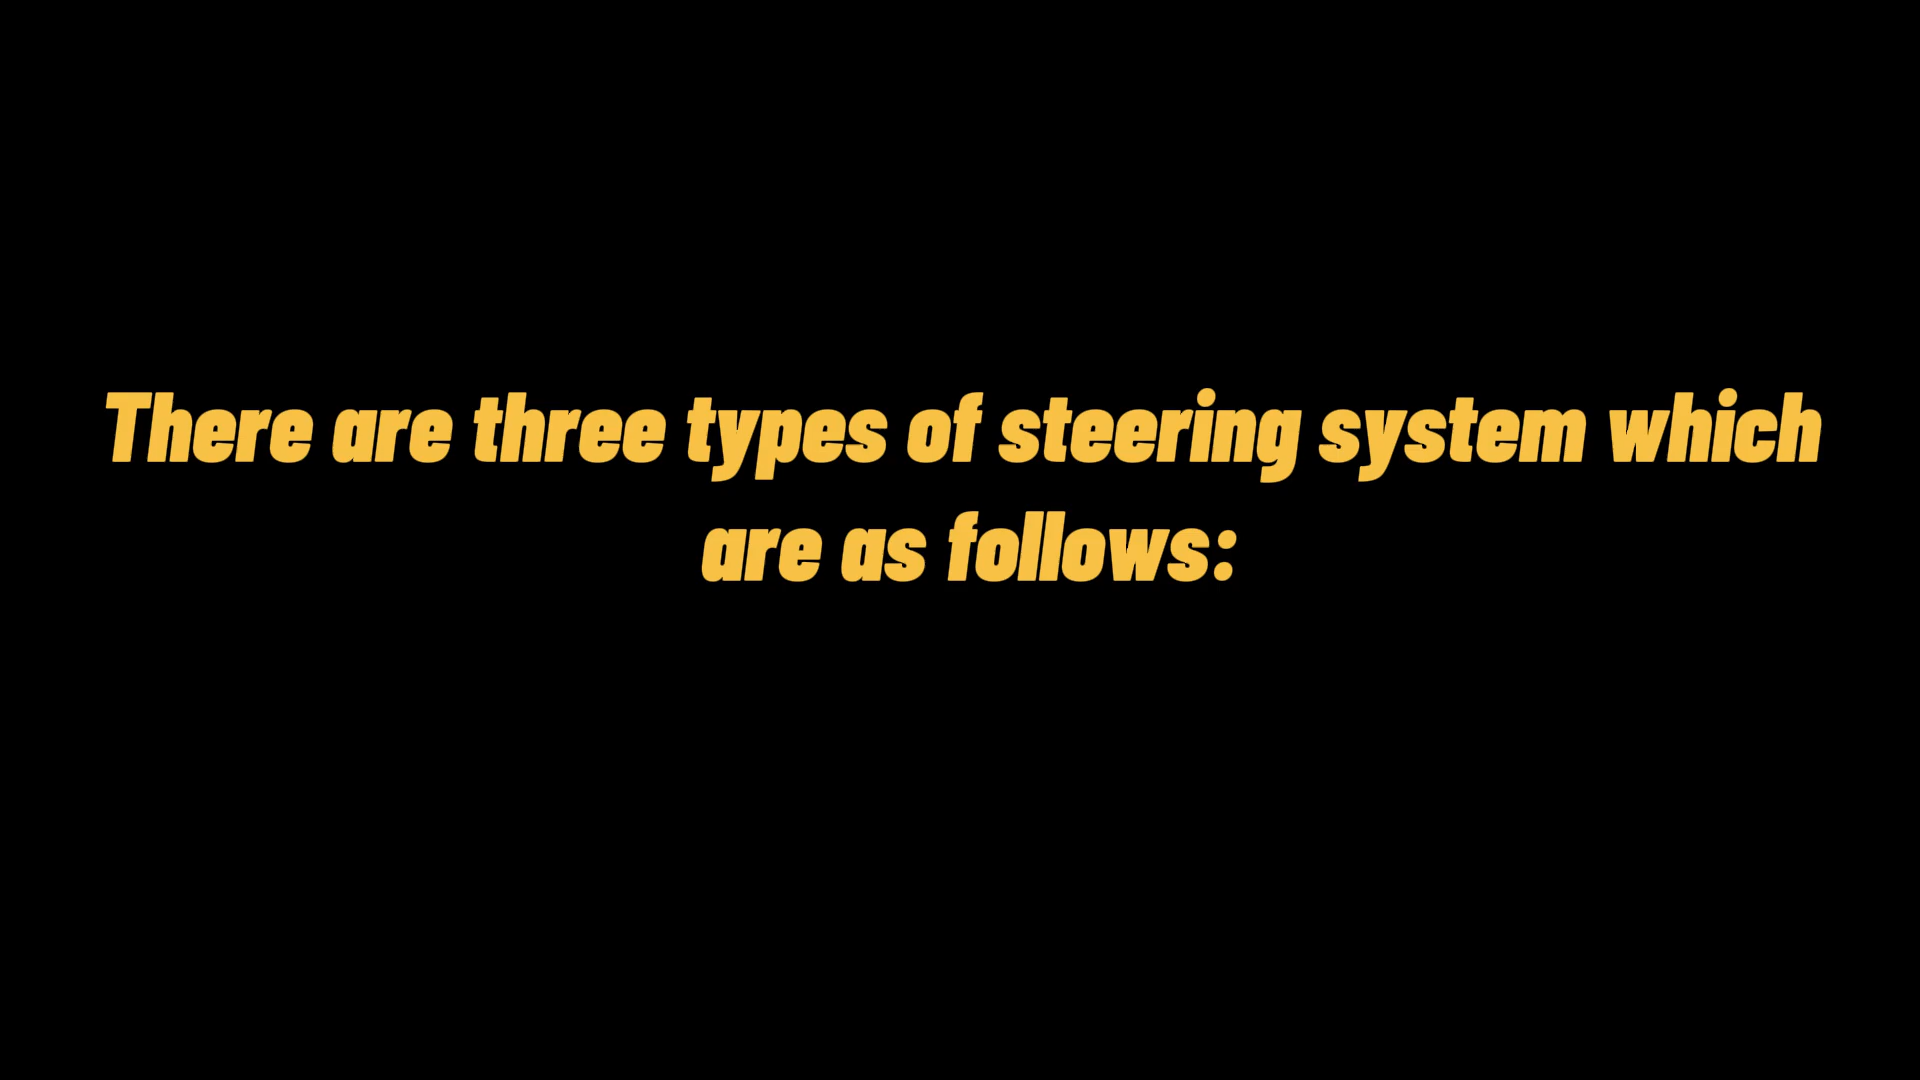 There are three types of steering system which
are as follows: